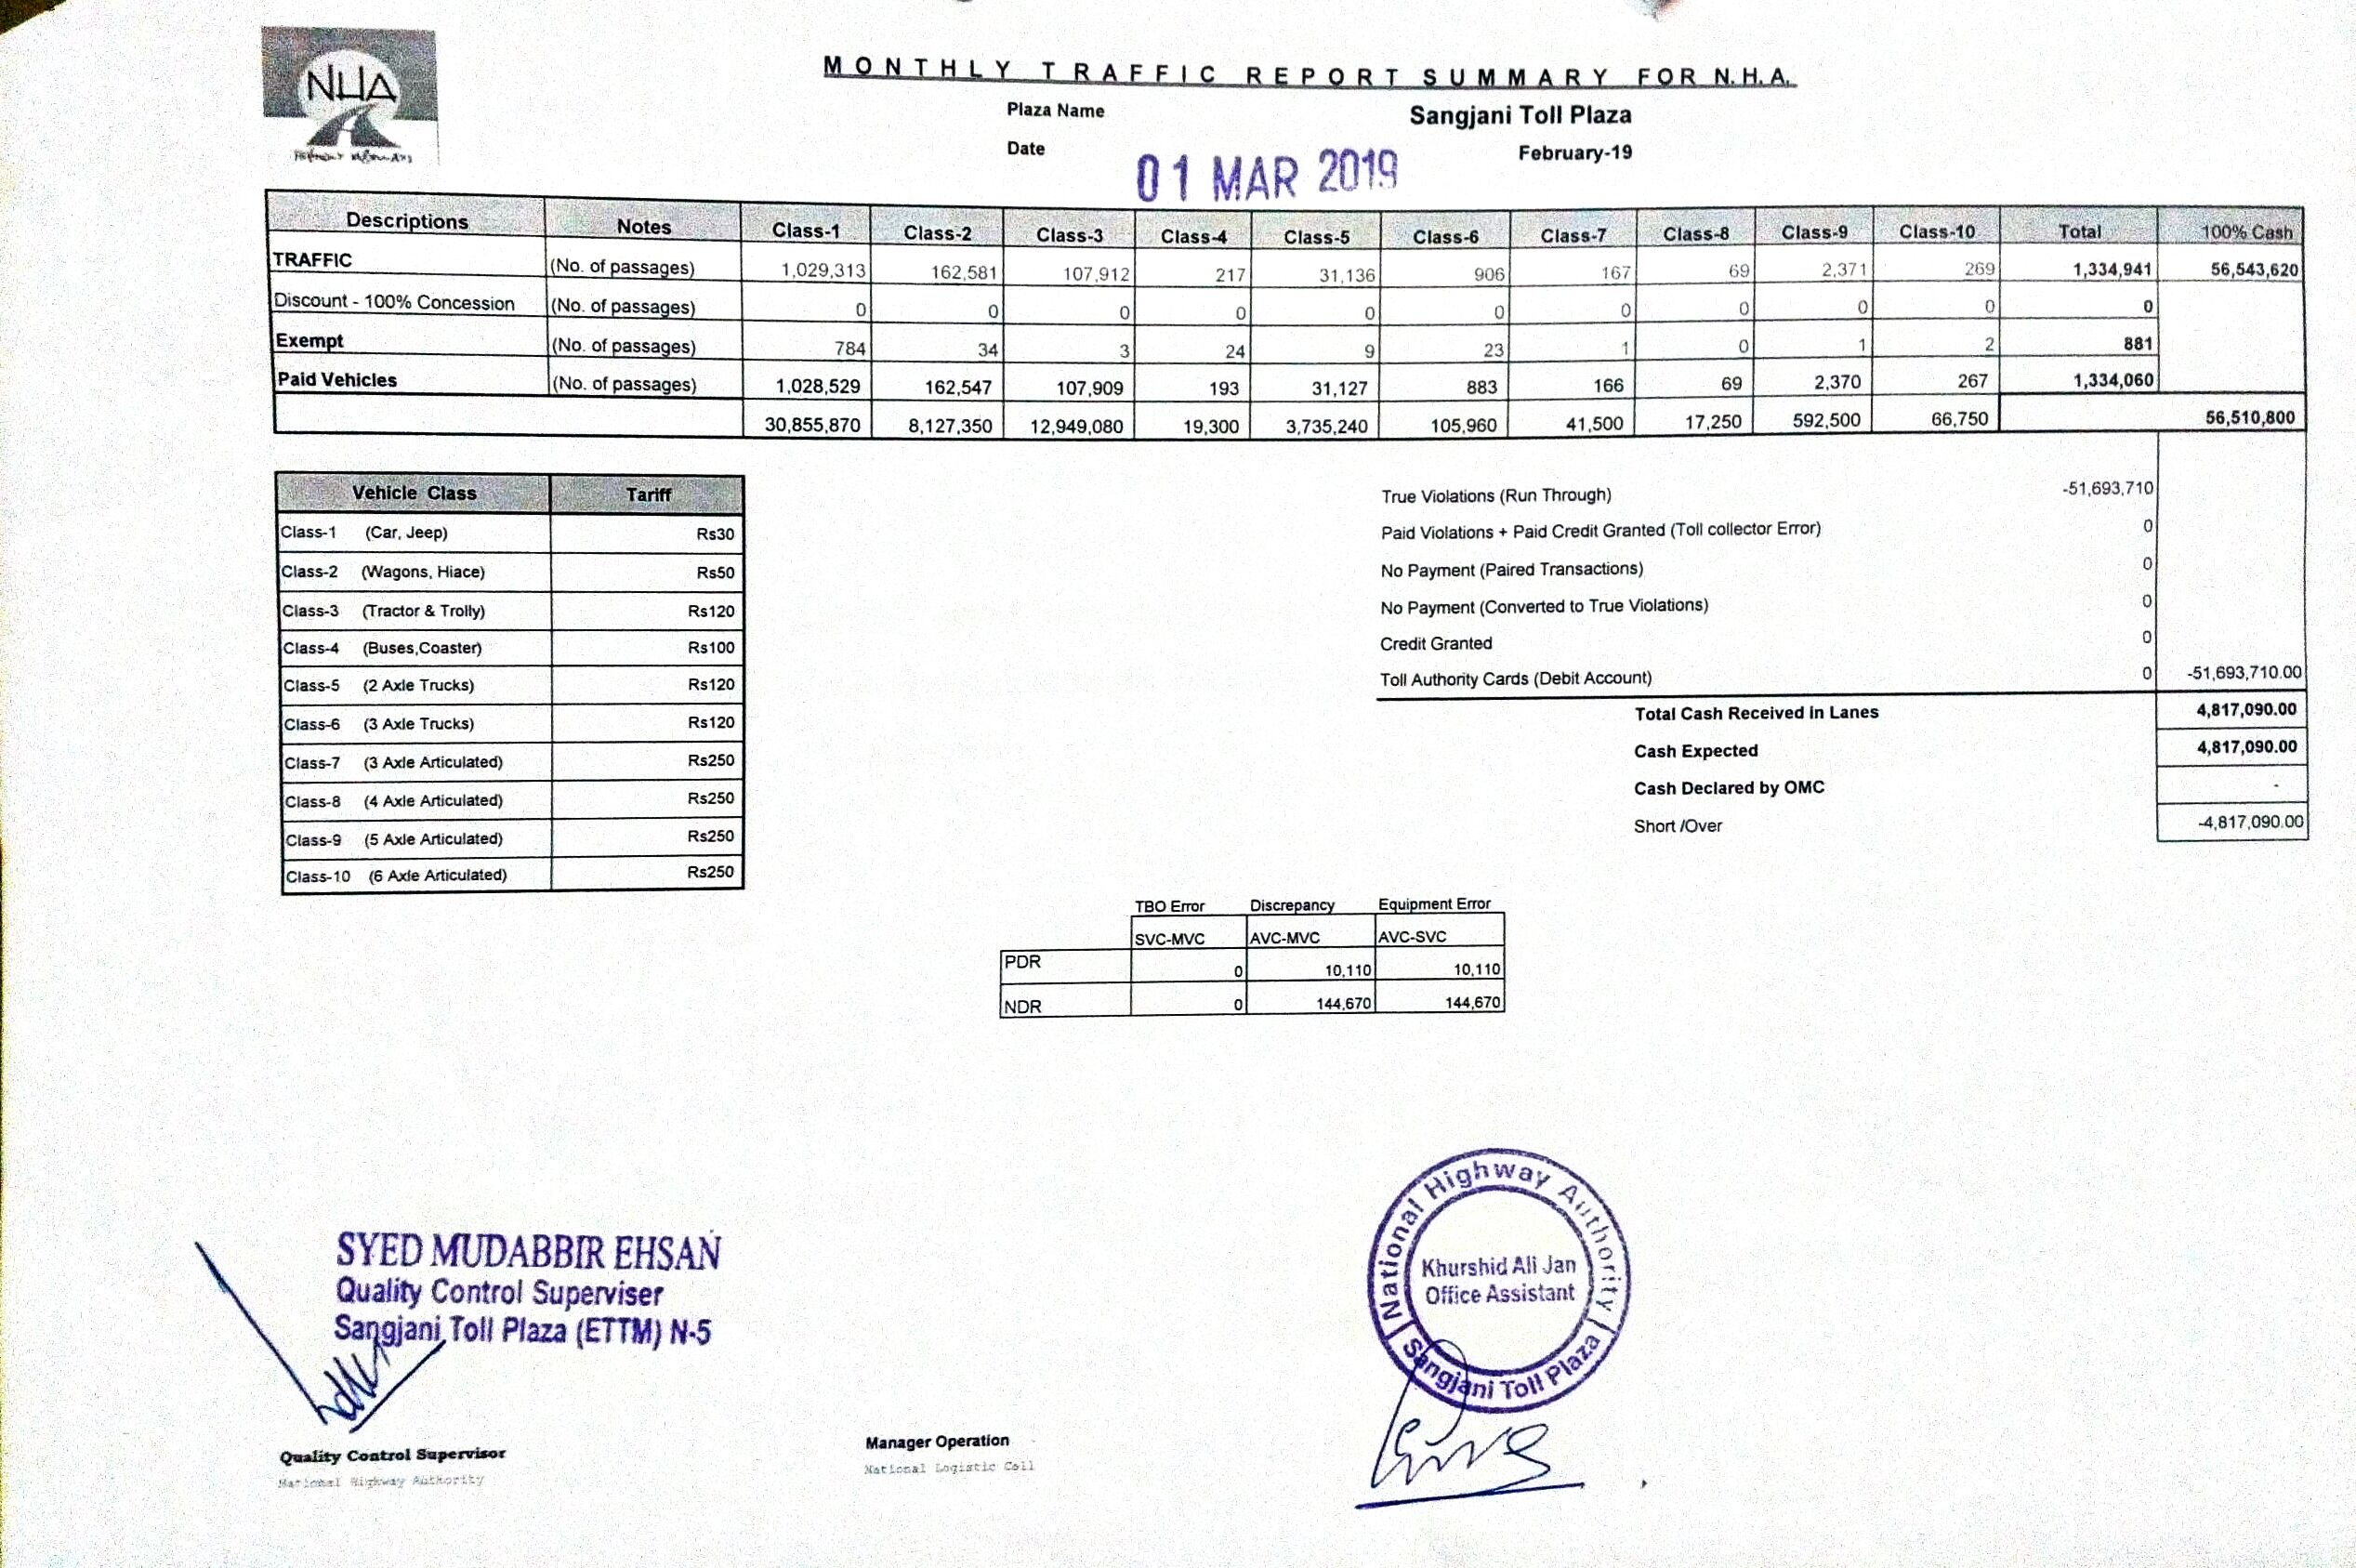 NHA
MONTHLY TRAFFIC REPORT SUMMARY FOR N.H.A.
Plaza Name Sangjani Toll Plaza
Date February-19
01 MAR 2019
Descriptions Notes Class-1 Class-2 Class-3 Class-4 Class-5 Class-6 Class-7 Class-8 Class-9 Class-10 Total 100% Cash
TRAFFIC (No. of passages) 1,029,313 162,581 107,912 217 31,136 906 167 69 2,371 269 1,334,941 56,543,620
Discount - 100% Concession (No. of passages) 0 0 0 0 0 0 0 0 0 0 0
Exempt (No. of passages) 784 34 3 24 9 23 1 0 1 2 881
Paid Vehicles (No. of passages) 1,028,529 162,547 107,909 193 31,127 883 166 69 2,370 267 1,334,060
30,855,870 8,127,350 12,949,080 19,300 3,735,240 105,960 41,500 17,250 592,500 66,750 56,510,800
Vehicle Class Tariff
Class-1 (Car, Jeep) Rs30
Class-2 (Wagons, Hiace) Rs50
Class-3 (Tractor & Trolly) Rs120
Class-4 (Buses,Coaster) Rs100
Class-5 (2 Axle Trucks) Rs120
Class-6 (3 Axle Trucks) Rs120
Class-7 (3 Axle Articulated) Rs250
Class-8 (4 Axle Articulated) Rs250
Class-9 (5 Axle Articulated) Rs250
Class-10 (6 Axle Articulated) Rs250
True Violations (Run Through) -51,693,710
Paid Violations + Paid Credit Granted (Toll collector Error) 0
No Payment (Paired Transactions) 0
No Payment (Converted to True Violations) 0
Credit Granted 0
Toll Authority Cards (Debit Account) 0 -51,693,710.00
Total Cash Received in Lanes 4,817,090.00
Cash Expected 4,817,090.00
Cash Declared by OMC -
Short /Over -4,817,090.00
TBO Error Discrepancy Equipment Error
SVC-MVC AVC-MVC AVC-SVC
PDR 0 10,110 10,110
NDR 0 144,670 144,670
SYED MUDABBIR EHSAN
Quality Control Superviser
Sangjani Toll Plaza (ETTM) N-5
Quality Control Supervisor
National Highway Authority
Manager Operation
National Logistic Cell
National Highway Authority
Khurshid Ali Jan
Office Assistant
Sangjani Toll Plaza